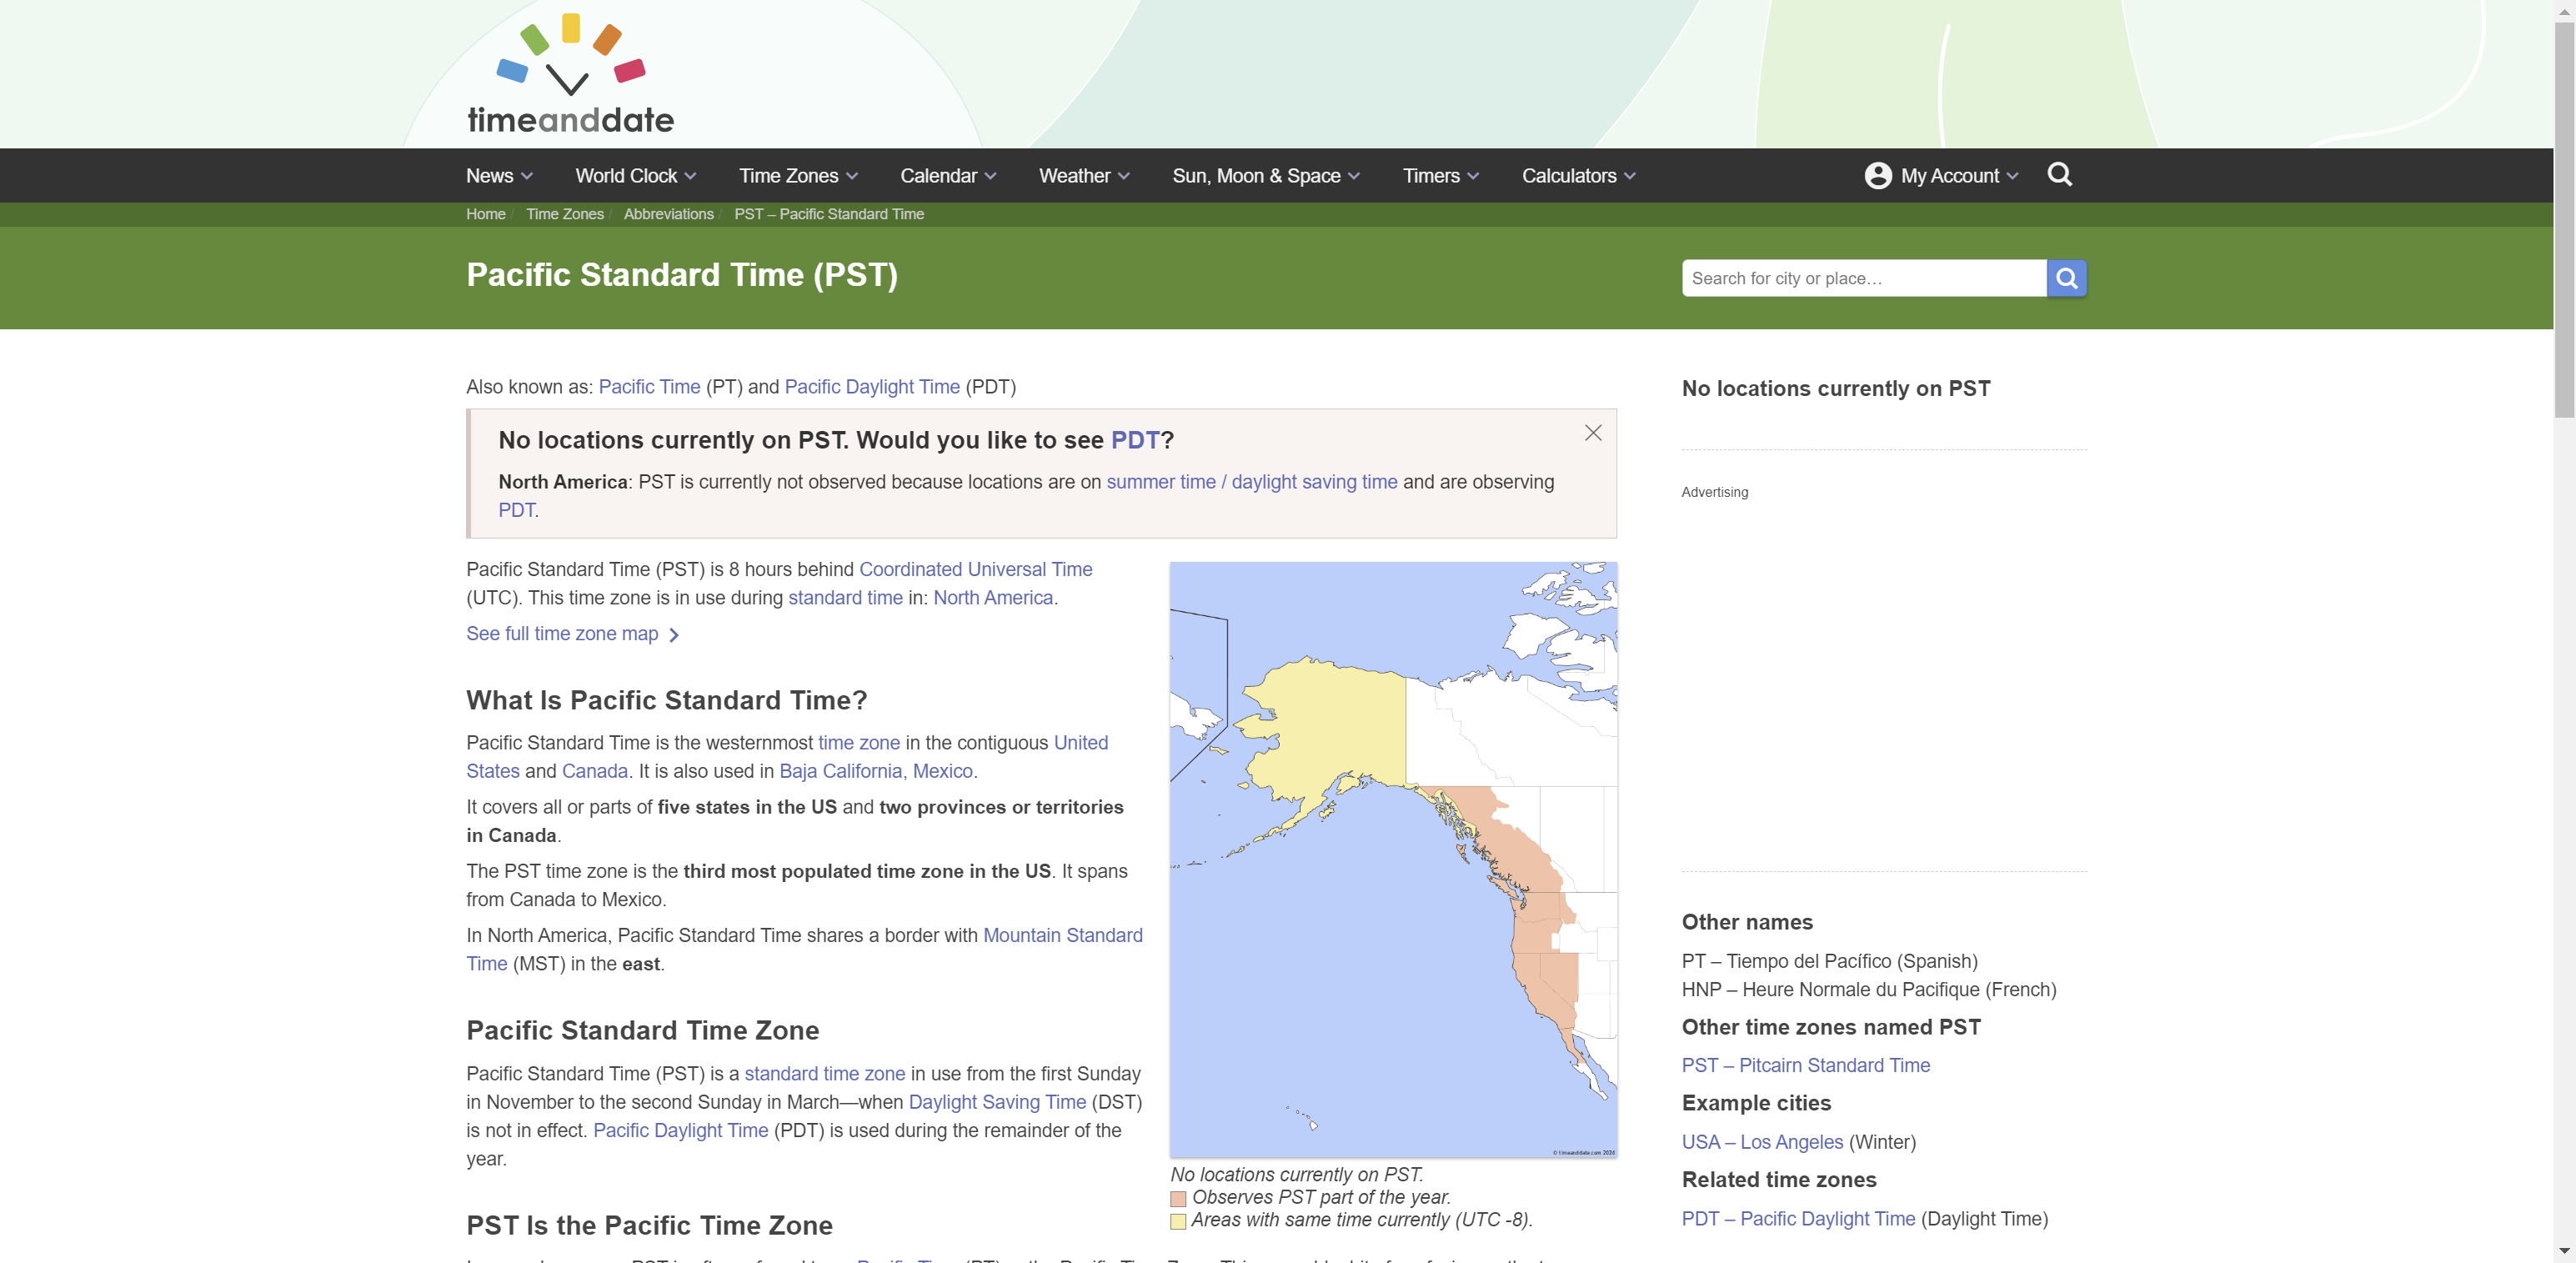 timeanddate
News
World Clock
Time Zones
Calendar
Weather
Sun, Moon & Space
Timers
Calculators
My Account
Home / Time Zones / Abbreviations / PST – Pacific Standard Time
Pacific Standard Time (PST)
Search for city or place…
Also known as: Pacific Time (PT) and Pacific Daylight Time (PDT)
No locations currently on PST. Would you like to see PDT?
North America: PST is currently not observed because locations are on summer time / daylight saving time and are observing
PDT.
Pacific Standard Time (PST) is 8 hours behind Coordinated Universal Time
(UTC). This time zone is in use during standard time in: North America.
See full time zone map
What Is Pacific Standard Time?
Pacific Standard Time is the westernmost time zone in the contiguous United
States and Canada. It is also used in Baja California, Mexico.
It covers all or parts of five states in the US and two provinces or territories
in Canada.
The PST time zone is the third most populated time zone in the US. It spans
from Canada to Mexico.
In North America, Pacific Standard Time shares a border with Mountain Standard
Time (MST) in the east.
Pacific Standard Time Zone
Pacific Standard Time (PST) is a standard time zone in use from the first Sunday
in November to the second Sunday in March—when Daylight Saving Time (DST)
is not in effect. Pacific Daylight Time (PDT) is used during the remainder of the
year.
PST Is the Pacific Time Zone
© timeanddate.com 2024
No locations currently on PST.
Observes PST part of the year.
Areas with same time currently (UTC -8).
No locations currently on PST
Advertising
Other names
PT – Tiempo del Pacífico (Spanish)
HNP – Heure Normale du Pacifique (French)
Other time zones named PST
PST – Pitcairn Standard Time
Example cities
USA – Los Angeles (Winter)
Related time zones
PDT – Pacific Daylight Time (Daylight Time)